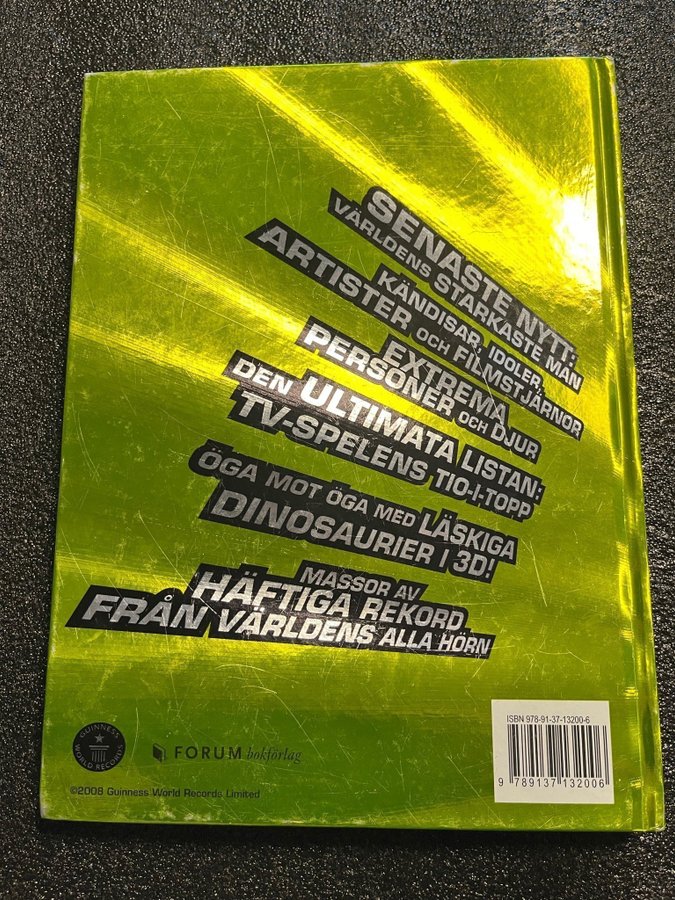 SENASTE NYTT:
VÄRLDENS STARKASTE MÄN
KÄNDISAR, IDOLER,
ARTISTER OCH FILMSTJÄRNOR
EXTREMA
PERSONER OCH DJUR
DEN ULTIMATA LISTAN:
TV-SPELENS TIO-I-TOPP
ÖGA MOT ÖGA MED LÄSKIGA
DINOSAURIER I 3D!
MASSOR AV
HÄFTIGA REKORD
FRÅN VÄRLDENS ALLA HÖRN
GUINNESS
WORLD RECORDS
FORUM bokförlag
©2008 Guinness World Records Limited
ISBN 978-91-37-13200-6
9 789137 132006